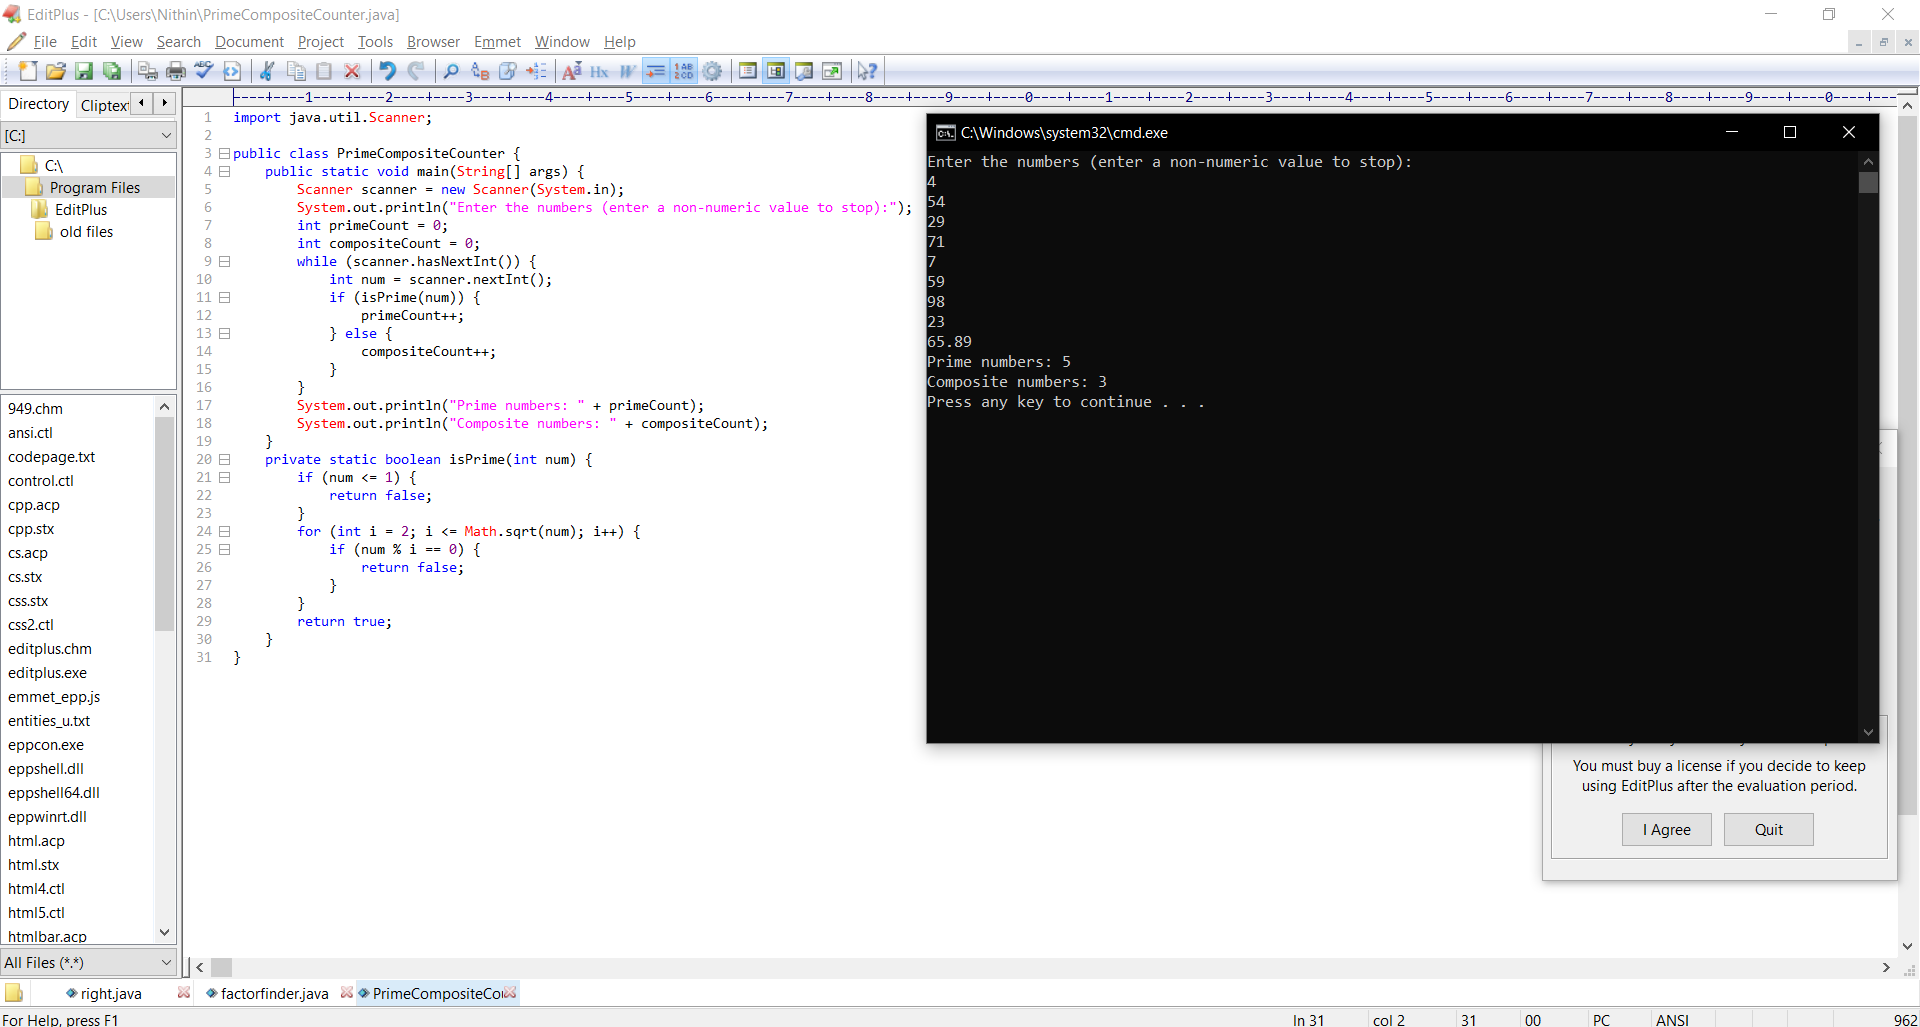 EditPlus - [C:\Users\Nithin\PrimeCompositeCounter.java]
File Edit View Search Document Project Tools Browser Emmet Window Help
Directory Cliptext
[C:]
C:\
Program Files
EditPlus
old files
949.chm
ansi.ctl
codepage.txt
control.ctl
cpp.acp
cpp.stx
cs.acp
cs.stx
css.stx
css2.ctl
editplus.chm
editplus.exe
emmet_epp.js
entities_u.txt
eppcon.exe
eppshell.dll
eppshell64.dll
eppwinrt.dll
html.acp
html.stx
html4.ctl
html5.ctl
htmlbar.acp
All Files (*.*)
----+----1----+----2----+----3----+----4----+----5----+----6----+----7----+----8----+----9----+----0----+----1----+----2----+----3----+----4----+----5----+----6----+----7----+----8----+----9----+----0----+--
1 import java.util.Scanner;
2
3 public class PrimeCompositeCounter {
4     public static void main(String[] args) {
5         Scanner scanner = new Scanner(System.in);
6         System.out.println("Enter the numbers (enter a non-numeric value to stop):");
7         int primeCount = 0;
8         int compositeCount = 0;
9         while (scanner.hasNextInt()) {
10             int num = scanner.nextInt();
11             if (isPrime(num)) {
12                 primeCount++;
13             } else {
14                 compositeCount++;
15             }
16         }
17         System.out.println("Prime numbers: " + primeCount);
18         System.out.println("Composite numbers: " + compositeCount);
19     }
20     private static boolean isPrime(int num) {
21         if (num <= 1) {
22             return false;
23         }
24         for (int i = 2; i <= Math.sqrt(num); i++) {
25             if (num % i == 0) {
26                 return false;
27             }
28         }
29         return true;
30     }
31 }
C:\Windows\system32\cmd.exe
Enter the numbers (enter a non-numeric value to stop):
4
54
29
71
7
59
98
23
65.89
Prime numbers: 5
Composite numbers: 3
Press any key to continue . . .
You must buy a license if you decide to keep
using EditPlus after the evaluation period.
I Agree Quit
right.java factorfinder.java PrimeCompositeCou
For Help, press F1 ln 31 col 2 31 00 PC ANSI 962